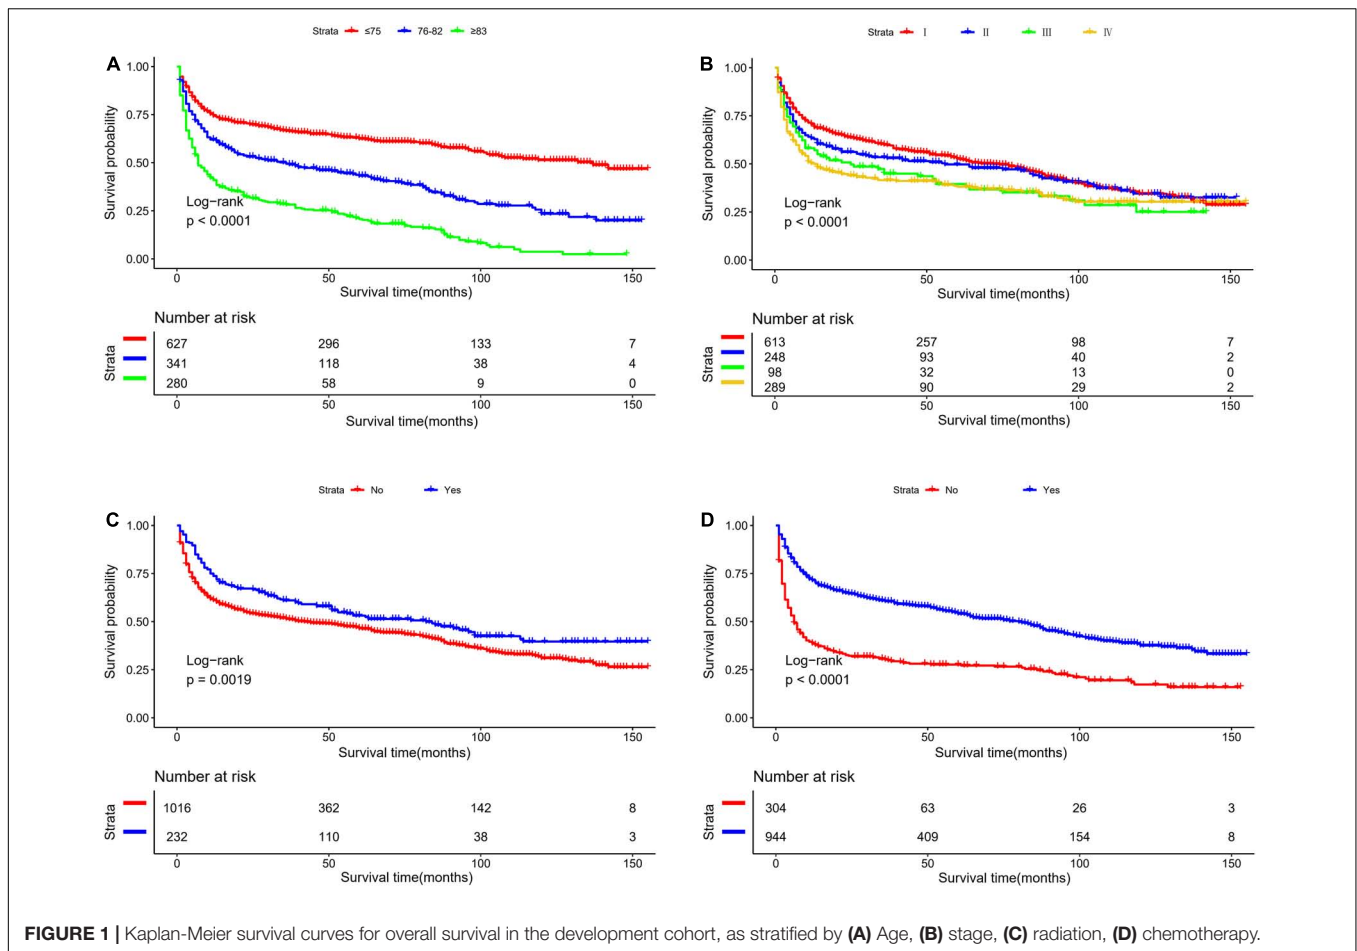 Strata ≤75 76-82 ≥83
A
Survival probability
1.00
0.75
0.50
0.25
0.00
Log−rank
p < 0.0001
0 50 100 150
Survival time(months)
Number at risk
Strata
627 296 133 7
341 118 38 4
280 58 9 0
0 50 100 150
Survival time(months)
Strata I II III IV
B
Survival probability
1.00
0.75
0.50
0.25
0.00
Log−rank
p < 0.0001
0 50 100 150
Survival time(months)
Number at risk
Strata
613 257 98 7
248 93 40 2
98 32 13 0
289 90 29 2
0 50 100 150
Survival time(months)
Strata No Yes
C
Survival probability
1.00
0.75
0.50
0.25
0.00
Log−rank
p = 0.0019
0 50 100 150
Survival time(months)
Number at risk
Strata
1016 362 142 8
232 110 38 3
0 50 100 150
Survival time(months)
Strata No Yes
D
Survival probability
1.00
0.75
0.50
0.25
0.00
Log−rank
p < 0.0001
0 50 100 150
Survival time(months)
Number at risk
Strata
304 63 26 3
944 409 154 8
0 50 100 150
Survival time(months)
FIGURE 1 | Kaplan-Meier survival curves for overall survival in the development cohort, as stratified by (A) Age, (B) stage, (C) radiation, (D) chemotherapy.